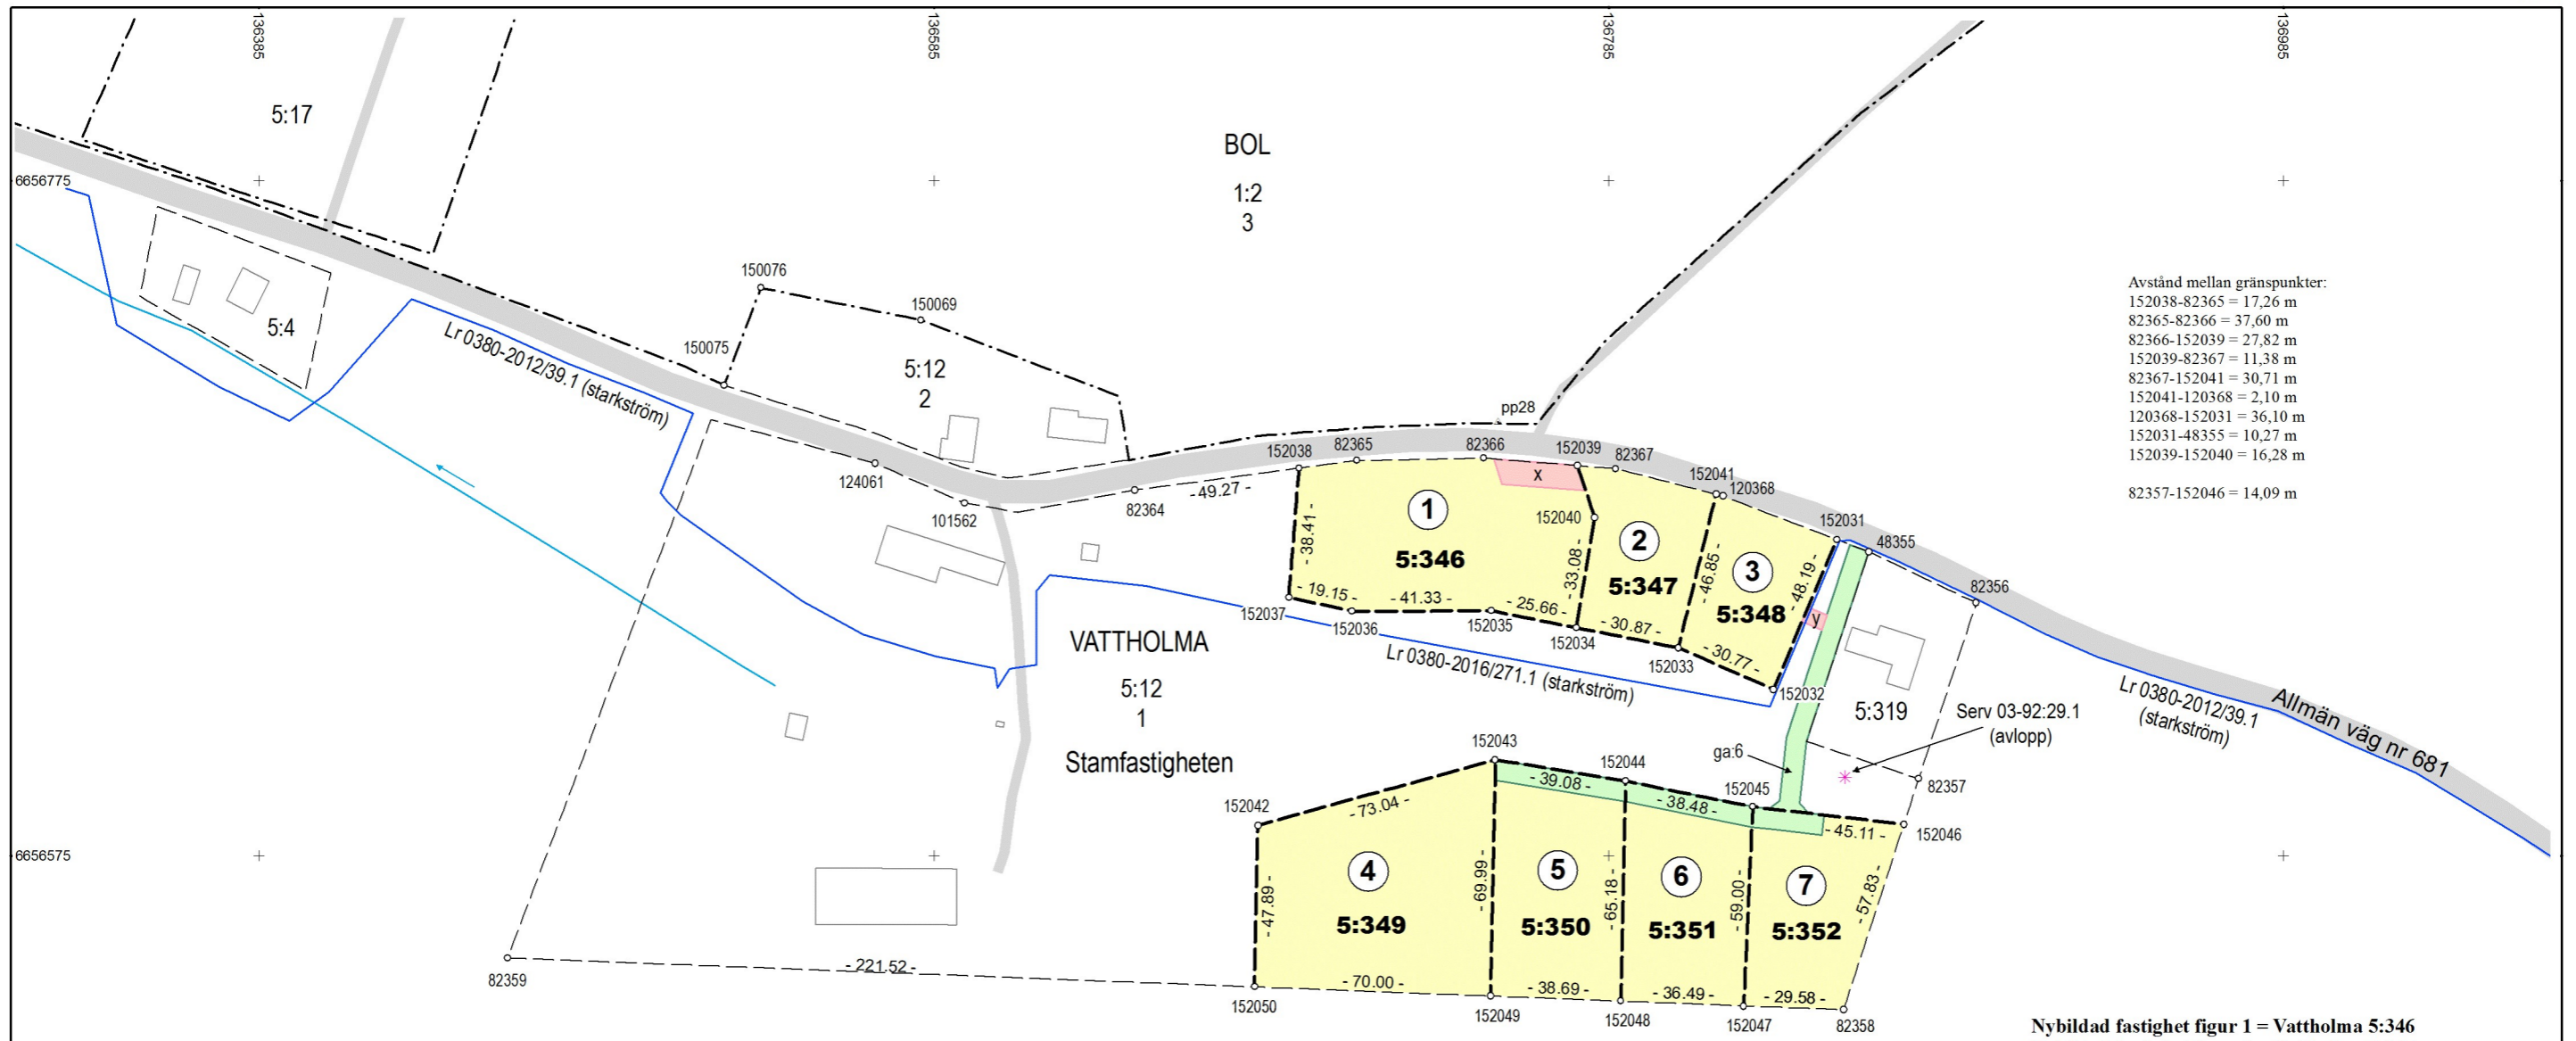 136385
136585
136785
136985
5:17
BOL
1:2
3
6656775
5:4
Lr 0380-2012/39.1 (starkström)
150076
150069
150075
5:12
2
124061
101562
82364
- 49.27 -
pp28
152038
82365
82366
152039
82367
152041
120368
152031
48355
82356
x
152040
1
5:346
2
5:347
3
5:348
y
- 38.41 -
- 33.08 -
- 46.85 -
- 48.19 -
- 19.15 -
- 41.33 -
- 25.66 -
- 30.87 -
- 30.77 -
152037
152036
152035
152034
152033
152032
Lr 0380-2016/271.1 (starkström)
Avstånd mellan gränspunkter:
152038-82365 = 17,26 m
82365-82366 = 37,60 m
82366-152039 = 27,82 m
152039-82367 = 11,38 m
82367-152041 = 30,71 m
152041-120368 = 2,10 m
120368-152031 = 36,10 m
152031-48355 = 10,27 m
152039-152040 = 16,28 m
82357-152046 = 14,09 m
VATTHOLMA
5:12
1
Stamfastigheten
5:319
Serv 03-92:29.1
(avlopp)
ga:6
Lr 0380-2012/39.1
(starkström)
Allmän väg nr 681
82357
152042
152043
152044
152045
152046
- 73.04 -
- 39.08 -
- 38.48 -
- 45.11 -
6656575
4
5:349
5
5:350
6
5:351
7
5:352
- 47.89 -
- 69.99 -
- 65.18 -
- 59.00 -
- 57.83 -
- 221.52 -
- 70.00 -
- 38.69 -
- 36.49 -
- 29.58 -
82359
152050
152049
152048
152047
82358
Nybildad fastighet figur 1 = Vattholma 5:346